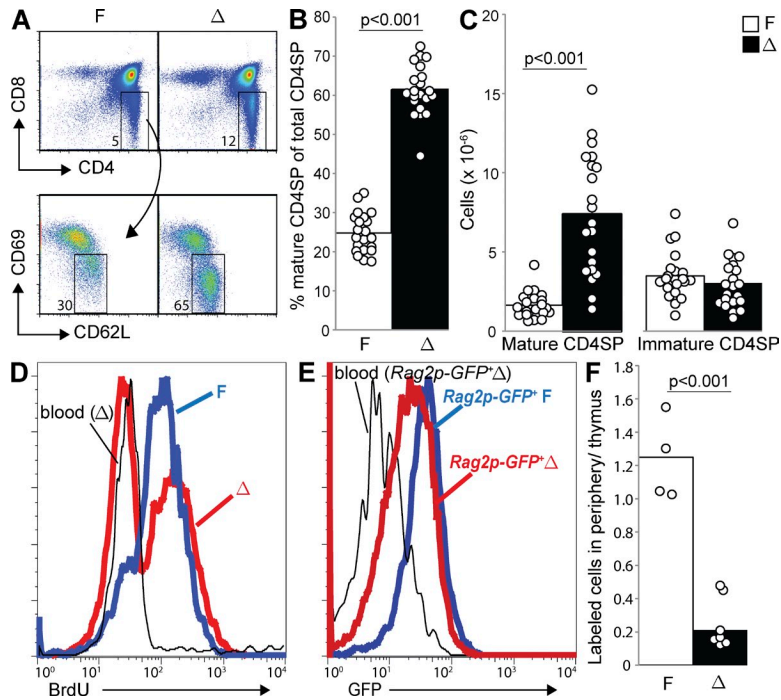 A
F
Δ
CD8
CD4
5
12
CD69
CD62L
30
65
B
p<0.001
% mature CD4SP of total CD4SP
80
70
60
50
40
30
20
10
0
F
Δ
C
F
Δ
p<0.001
Cells (x 10⁻⁶)
20
15
10
5
0
Mature CD4SP
Immature CD4SP
D
blood (Δ)
F
Δ
10⁰ 10¹ 10² 10³ 10⁴
BrdU
E
blood (Rag2p-GFP⁺Δ)
Rag2p-GFP⁺ F
Rag2p-GFP⁺ Δ
10⁰ 10¹ 10² 10³ 10⁴
GFP
F
p<0.001
Labeled cells in periphery/ thymus
1.8
1.6
1.4
1.2
1.0
0.8
0.6
0.4
0.2
0
F
Δ